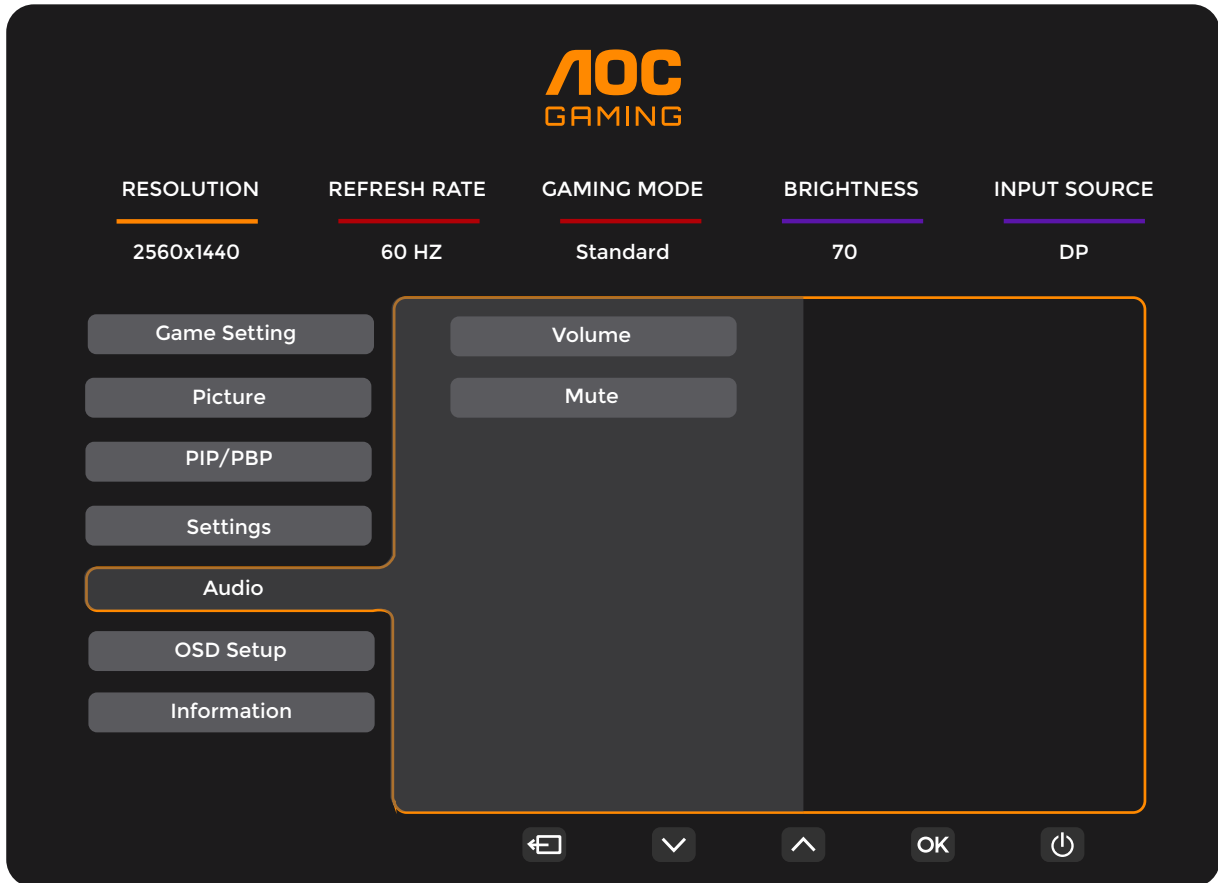 AOC
GAMING
RESOLUTION REFRESH RATE GAMING MODE BRIGHTNESS INPUT SOURCE
2560x1440 60 HZ Standard 70 DP
Game Setting
Volume
Picture
Mute
PIP/PBP
Settings
Audio
OSD Setup
Information
OK